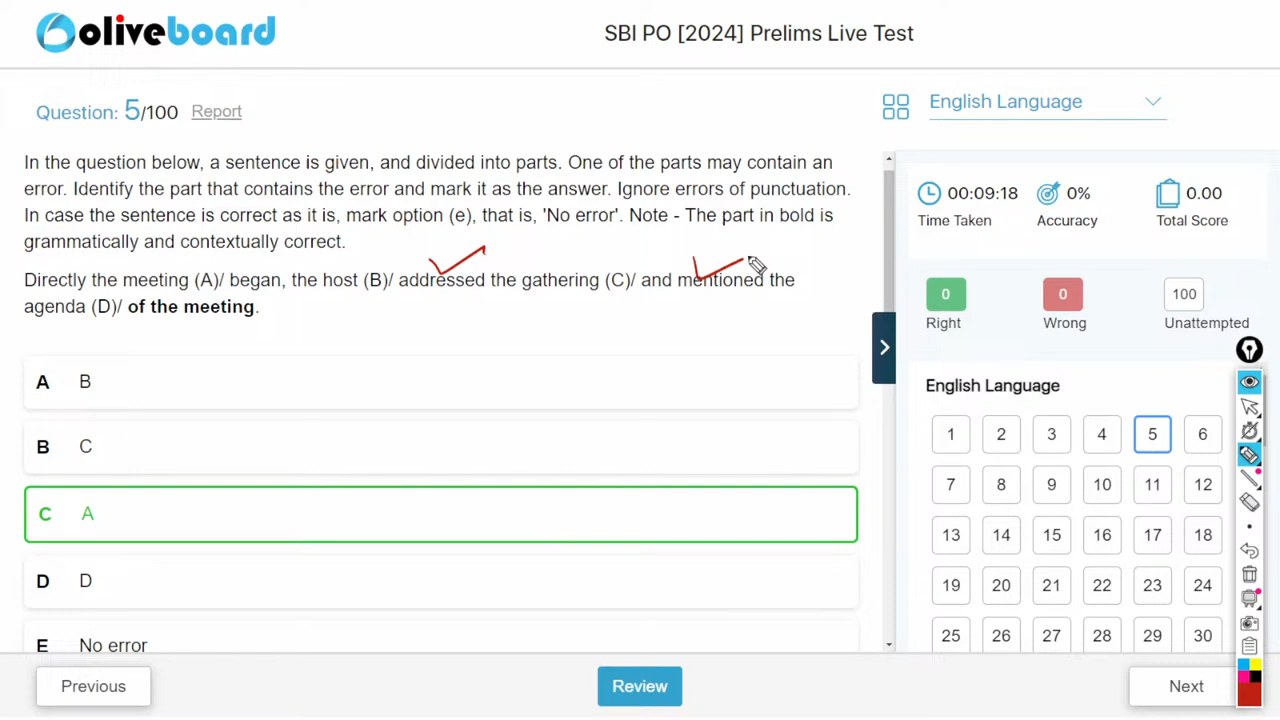 oliveboard
SBI PO [2024] Prelims Live Test
Question: 5/100 Report
English Language
In the question below, a sentence is given, and divided into parts. One of the parts may contain an
error. Identify the part that contains the error and mark it as the answer. Ignore errors of punctuation.
In case the sentence is correct as it is, mark option (e), that is, 'No error'. Note - The part in bold is
grammatically and contextually correct.
Directly the meeting (A)/ began, the host (B)/ addressed the gathering (C)/ and mentioned the
agenda (D)/ of the meeting.
A B
B C
C A
D D
E No error
00:09:18
Time Taken
0%
Accuracy
0.00
Total Score
0
Right
0
Wrong
100
Unattempted
English Language
1 2 3 4 5 6
7 8 9 10 11 12
13 14 15 16 17 18
19 20 21 22 23 24
25 26 27 28 29 30
Previous
Review
Next